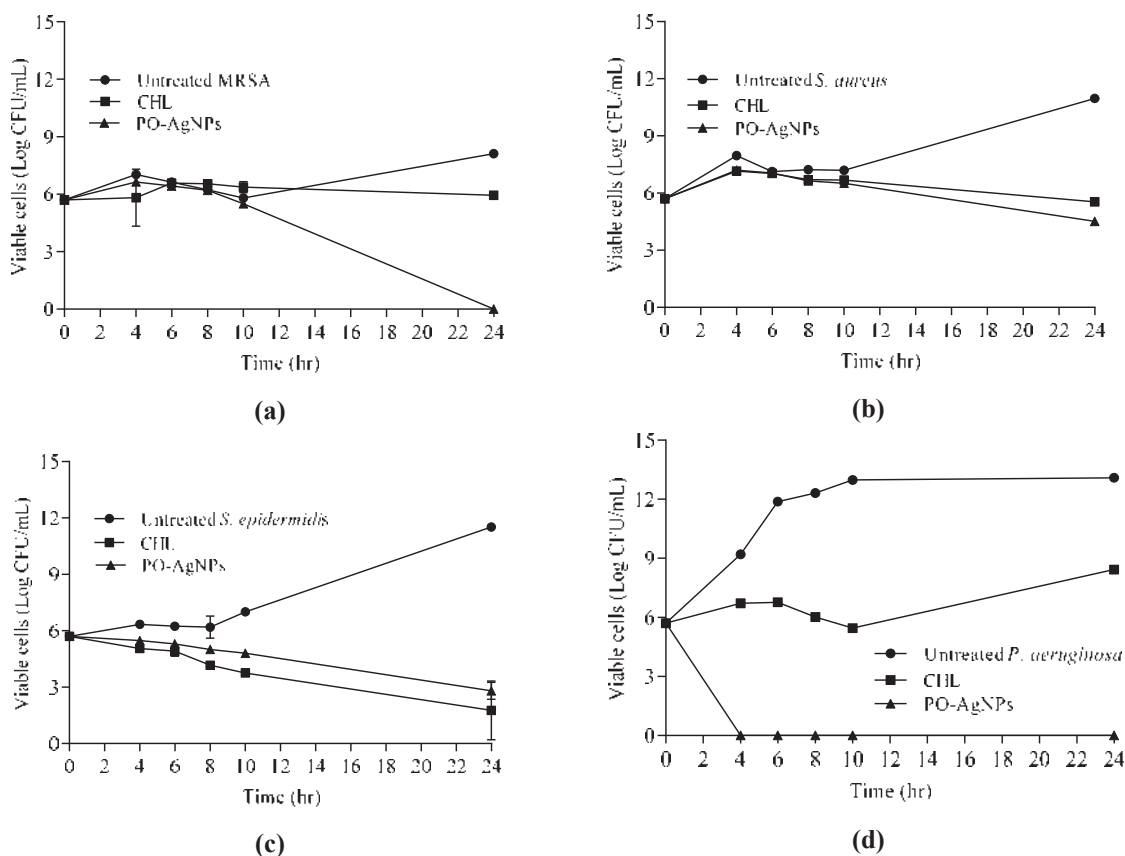 15
12
9
6
3
0
Viable cells (Log CFU/mL)
Untreated MRSA
CHL
PO-AgNPs
0 2 4 6 8 10 12 14 16 18 20 22 24
Time (hr)
(a)
15
12
9
6
3
0
Viable cells (Log CFU/mL)
Untreated S. aureus
CHL
PO-AgNPs
0 2 4 6 8 10 12 14 16 18 20 22 24
Time (hr)
(b)
15
12
9
6
3
0
Viable cells (Log CFU/mL)
Untreated S. epidermidis
CHL
PO-AgNPs
0 2 4 6 8 10 12 14 16 18 20 22 24
Time (hr)
(c)
15
12
9
6
3
0
Viable cells (Log CFU/mL)
Untreated P. aeruginosa
CHL
PO-AgNPs
0 2 4 6 8 10 12 14 16 18 20 22 24
Time (hr)
(d)